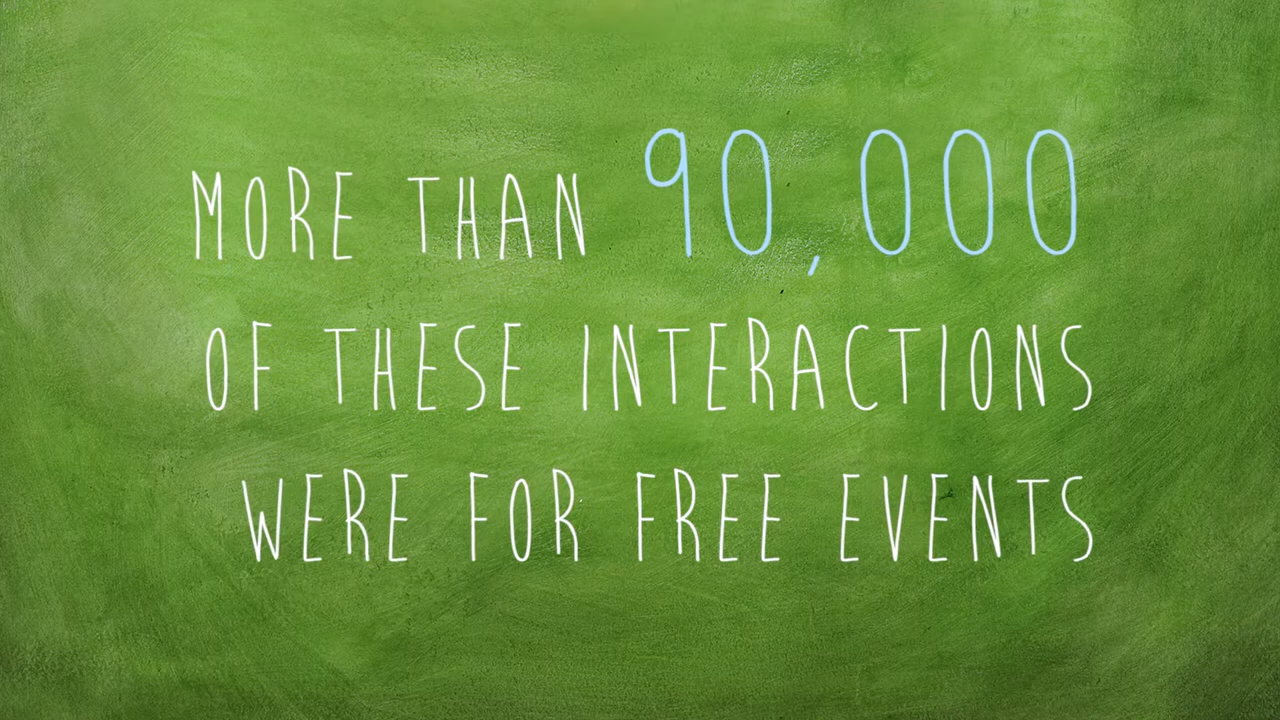 MORE THAN 90,000
OF THESE INTERACTIONS
WERE FOR FREE EVENTS